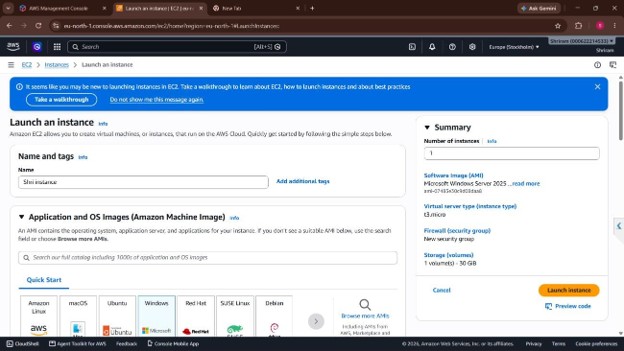 AWS Management Console
Launch an instance | EC2 | eu-n
New Tab
Ask Gemini
eu-north-1.console.aws.amazon.com/ec2/home?region=eu-north-1#LaunchInstances:
aws
Search
[Alt+S]
Europe (Stockholm)
Shriram
EC2
Instances
Launch an instance
It seems like you may be new to launching instances in EC2. Take a walkthrough to learn about EC2, how to launch instances and about best practices
Take a walkthrough
Do not show me this message again.
Launch an instance Info
Amazon EC2 allows you to create virtual machines, or instances, that run on the AWS Cloud. Quickly get started by following the simple steps below.
Name and tags Info
Name
Shri instance
Add additional tags
Application and OS Images (Amazon Machine Image) Info
An AMI contains the operating system, application server, and applications for your instance. If you don't see a suitable AMI below, use the search
field or choose Browse more AMIs.
Search our full catalog including 1000s of application and OS images
Quick Start
Amazon Linux
macOS
Ubuntu
Windows
Red Hat
SUSE Linux
Debian
aws
Mac
ubuntu
Microsoft
Red Hat
SUSE
Browse more AMIs
Including AMIs from
AWS, Marketplace and
Summary
Number of instances Info
1
Software Image (AMI)
Microsoft Windows Server 2025 ...read more
Virtual server type (instance type)
t3.micro
Firewall (security group)
New security group
Storage (volumes)
1 volume(s) - 30 GiB
Cancel
Launch instance
Preview code
CloudShell
Agent Toolkit for AWS
Feedback
Console Mobile App
© 2026, Amazon Web Services, Inc. or its affiliates.
Privacy
Terms
Cookie preferences